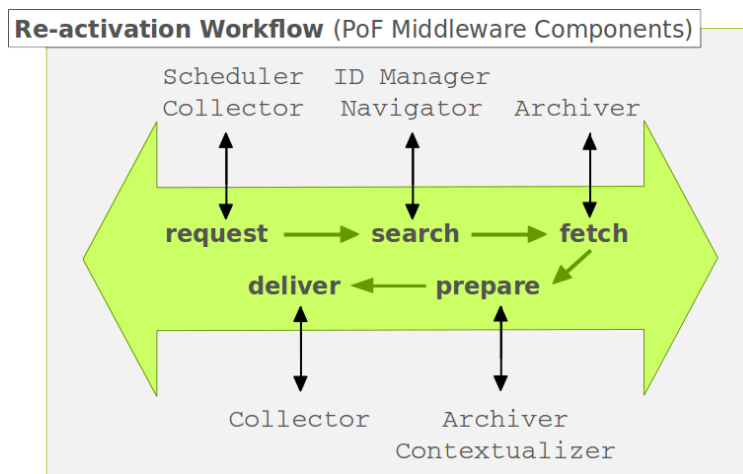 Re-activation Workflow (PoF Middleware Components)
Scheduler ID Manager
Collector Navigator Archiver
request search fetch
deliver prepare
Collector Archiver
Contextualizer